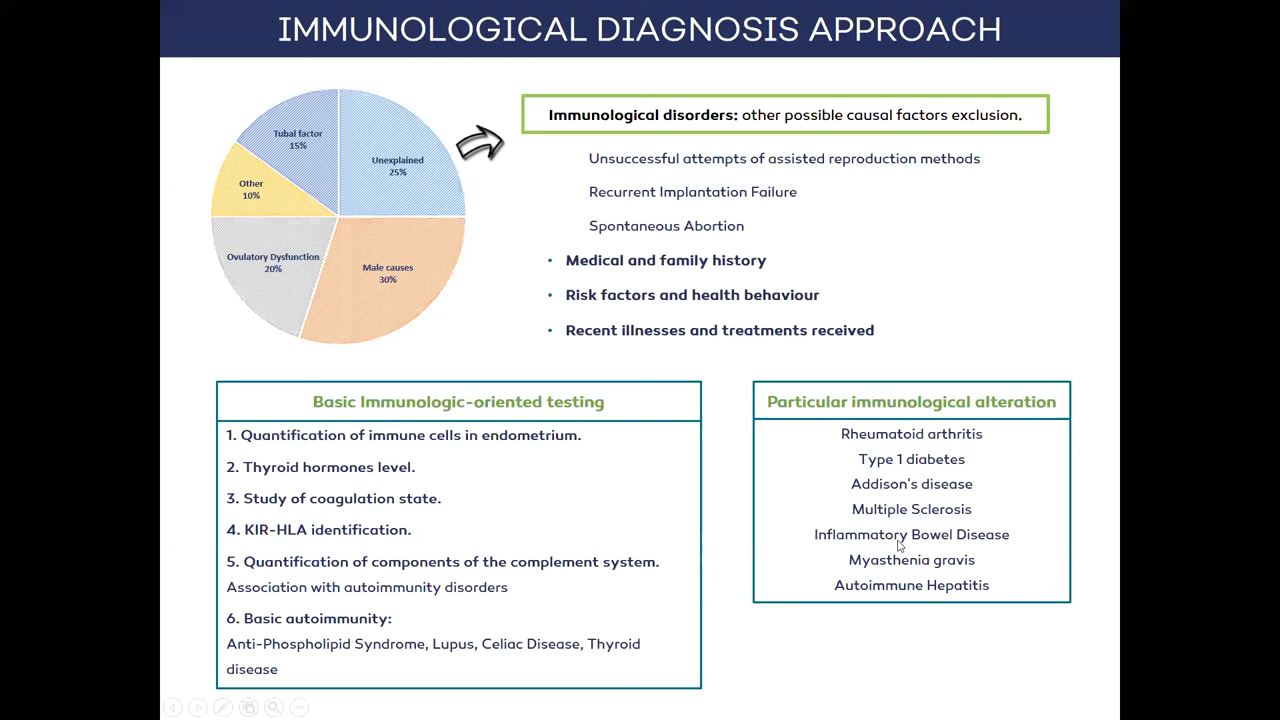 IMMUNOLOGICAL DIAGNOSIS APPROACH
Tubal factor
15%
Unexplained
25%
Other
10%
Ovulatory Dysfunction
20%
Male causes
30%
Immunological disorders: other possible causal factors exclusion.
Unsuccessful attempts of assisted reproduction methods
Recurrent Implantation Failure
Spontaneous Abortion
• Medical and family history
• Risk factors and health behaviour
• Recent illnesses and treatments received
Basic Immunologic-oriented testing
1. Quantification of immune cells in endometrium.
2. Thyroid hormones level.
3. Study of coagulation state.
4. KIR-HLA identification.
5. Quantification of components of the complement system.
Association with autoimmunity disorders
6. Basic autoimmunity:
Anti-Phospholipid Syndrome, Lupus, Celiac Disease, Thyroid
disease
Particular immunological alteration
Rheumatoid arthritis
Type 1 diabetes
Addison's disease
Multiple Sclerosis
Inflammatory Bowel Disease
Myasthenia gravis
Autoimmune Hepatitis